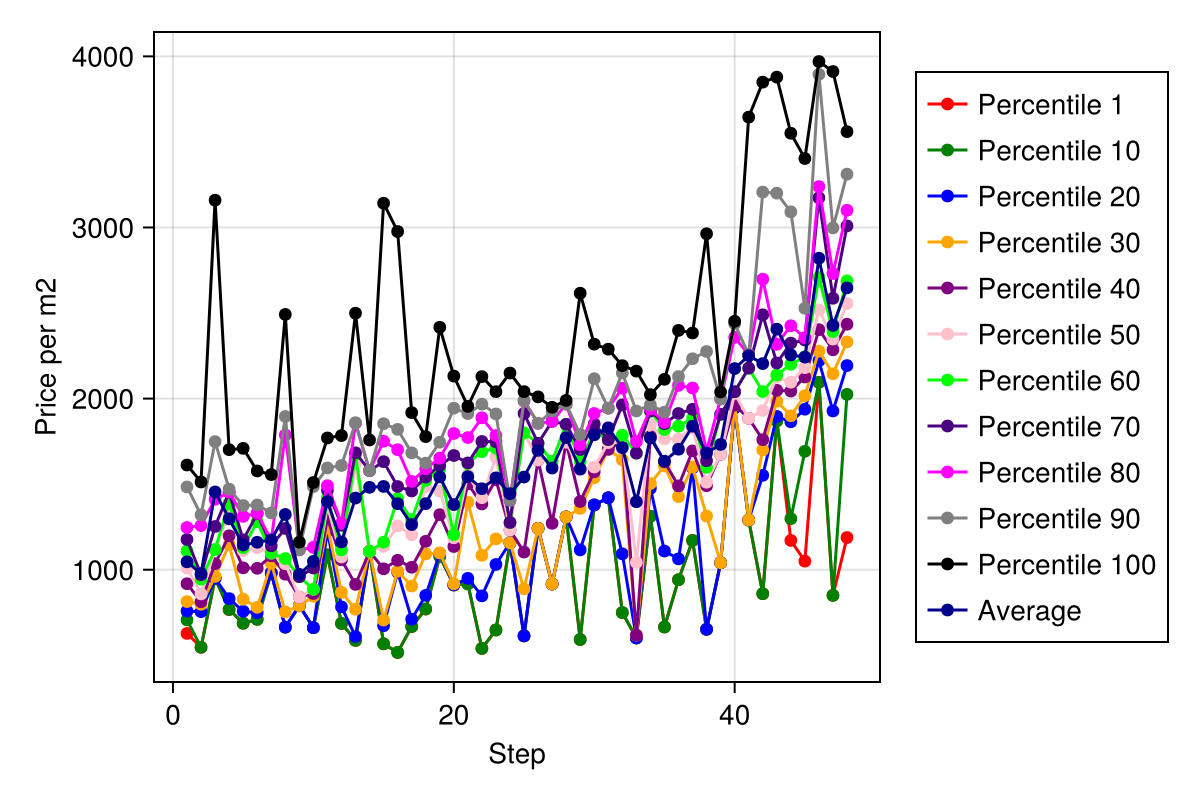 4000
3000
2000
1000
Price per m2
0
20
40
Step
Percentile 1
Percentile 10
Percentile 20
Percentile 30
Percentile 40
Percentile 50
Percentile 60
Percentile 70
Percentile 80
Percentile 90
Percentile 100
Average